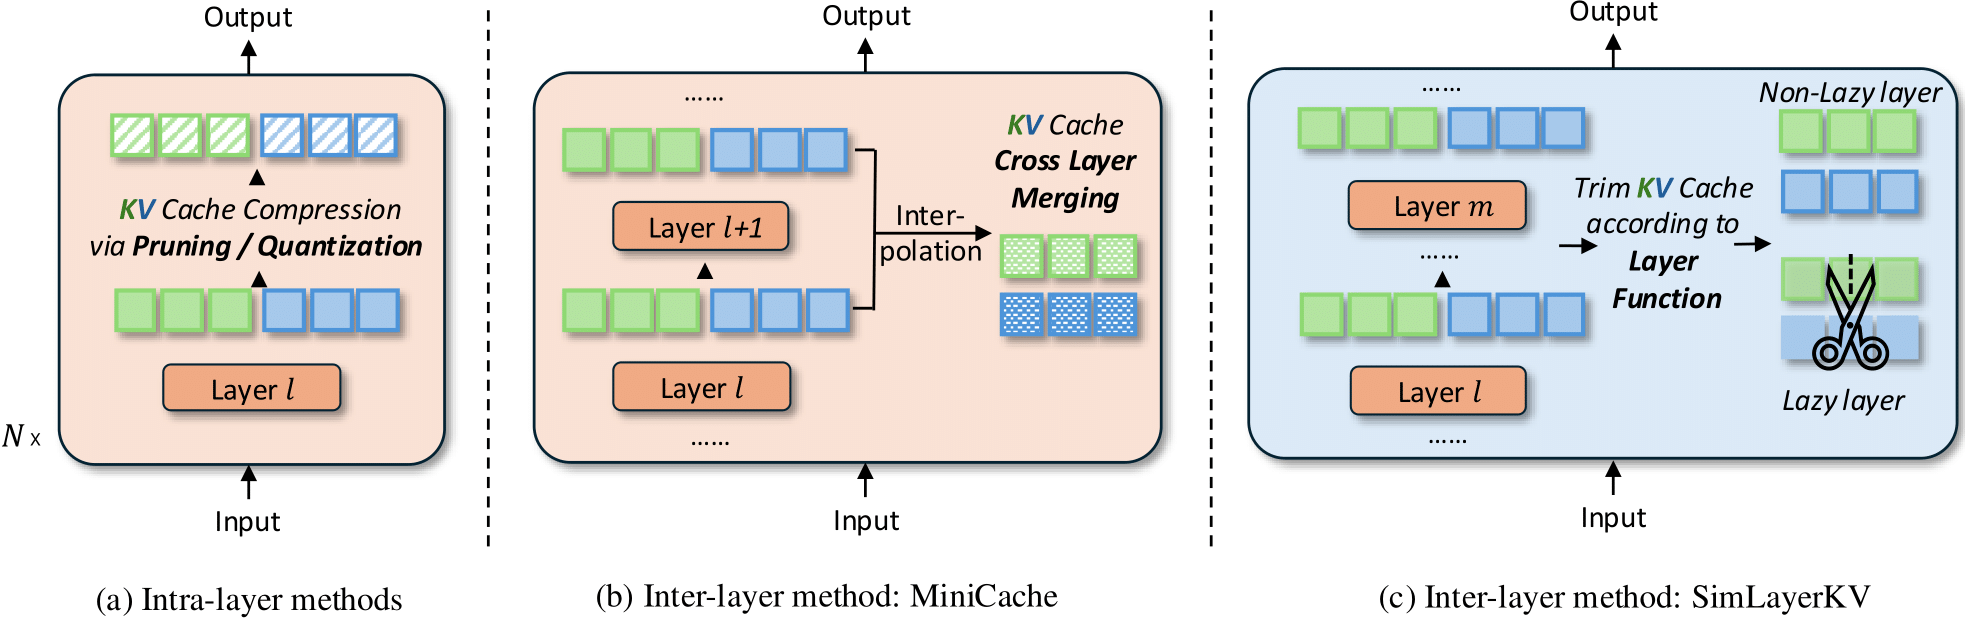 Output
KV Cache Compression
via Pruning / Quantization
Layer l
N x
Input
(a) Intra-layer methods
Output
......
Layer l+1
Layer l
......
Inter-
polation
KV Cache
Cross Layer
Merging
Input
(b) Inter-layer method: MiniCache
Output
......
Layer m
......
Layer l
......
Trim KV Cache
according to
Layer
Function
Non-Lazy layer
Lazy layer
Input
(c) Inter-layer method: SimLayerKV